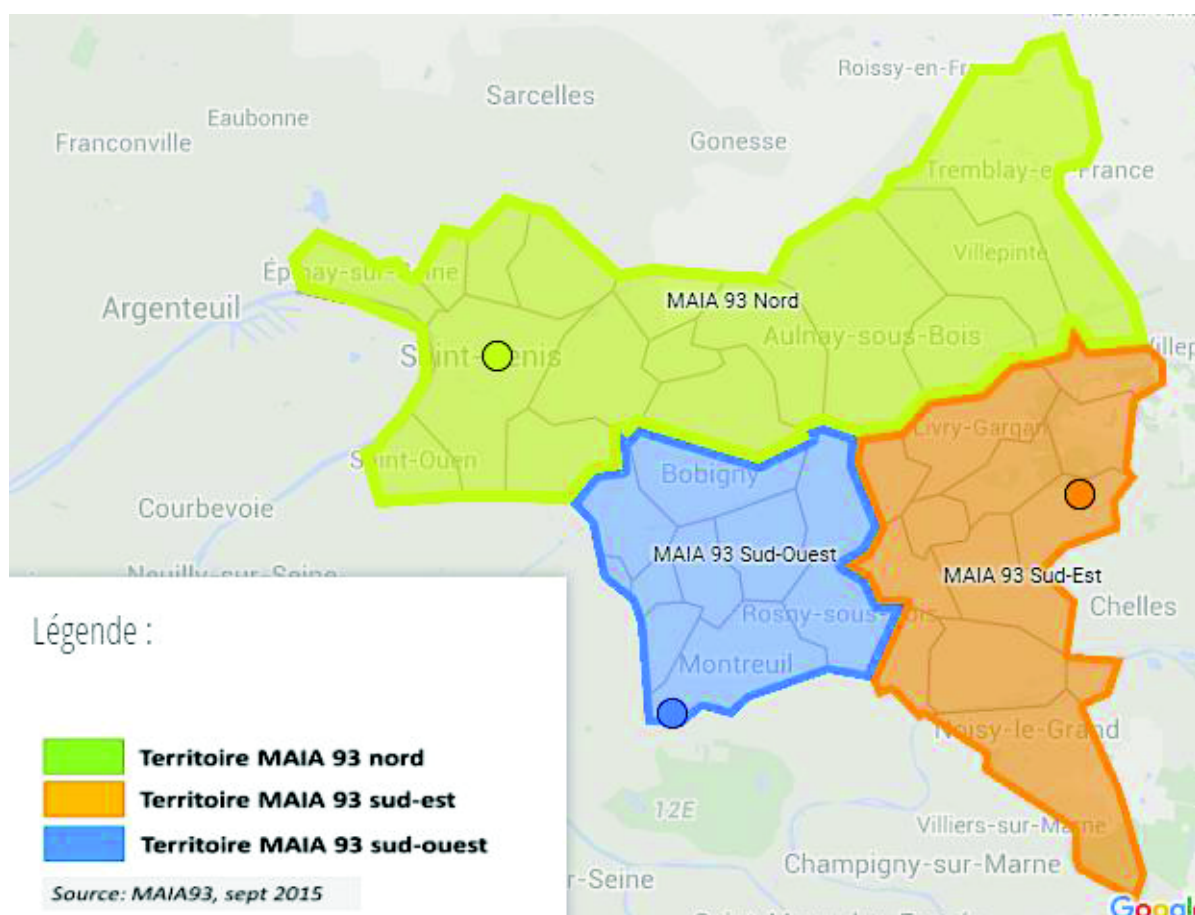 Roissy-en-Fr
Sarcelles
Eaubonne
Franconville
Gonesse
Tremblay-en-France
Villepinte
Épinay-sur-Seine
Argenteuil
MAIA 93 Nord
Aulnay-sous-Bois
Saint-Denis
Villep
Livry-Gargan
Saint-Ouen
Bobigny
Courbevoie
MAIA 93 Sud-Ouest
Neuilly-sur-Seine
MAIA 93 Sud-Est
Chelles
Rosny-sous-Bois
Légende :
Montreuil
Noisy-le-Grand
Territoire MAIA 93 nord
Territoire MAIA 93 sud-est
12E
Villiers-sur-Marne
Territoire MAIA 93 sud-ouest
Champigny-sur-Marne
r-Seine
Source: MAIA93, sept 2015
Google